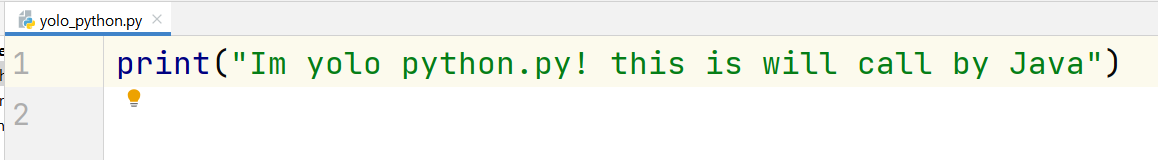 yolo_python.py
1 print("Im yolo python.py! this is will call by Java")
2